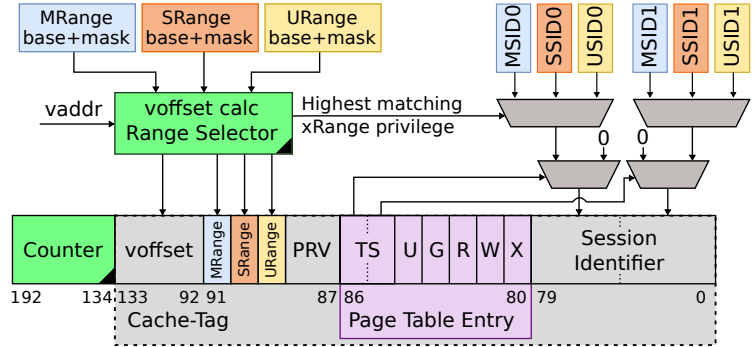 MRange
base+mask
SRange
base+mask
URange
base+mask
MSID0
SSID0
USID0
MSID1
SSID1
USID1
vaddr
voffset calc
Range Selector
Highest matching
xRange privilege
0
0
Counter
voffset
MRange
SRange
URange
PRV
TS
U
G
R
W
X
Session
Identifier
192
134
133
92
91
87
86
80
79
0
Cache-Tag
Page Table Entry